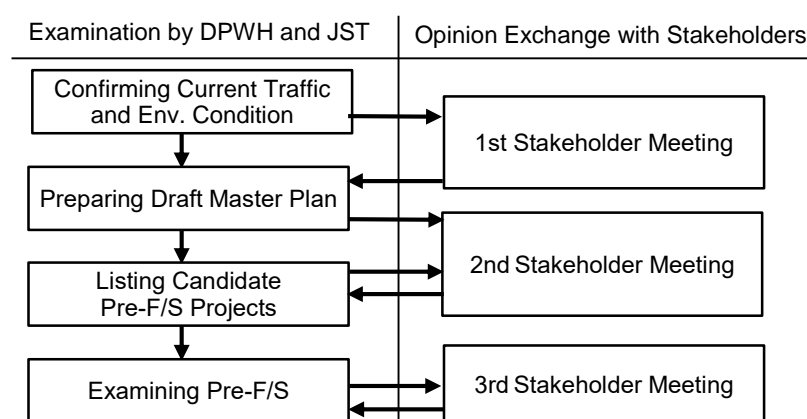 Examination by DPWH and JST
Opinion Exchange with Stakeholders
Confirming Current Traffic
and Env. Condition
1st Stakeholder Meeting
Preparing Draft Master Plan
2nd Stakeholder Meeting
Listing Candidate
Pre-F/S Projects
Examining Pre-F/S
3rd Stakeholder Meeting